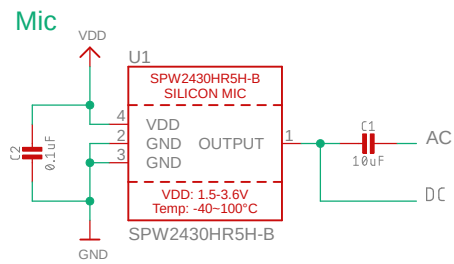 Mic
VDD
U1
SPW2430HR5H-B
SILICON MIC
4
VDD
2
GND
OUTPUT
1
3
GND
C2
0.1uF
C1
10uF
AC
DC
VDD: 1.5-3.6V
Temp: -40~100°C
SPW2430HR5H-B
GND